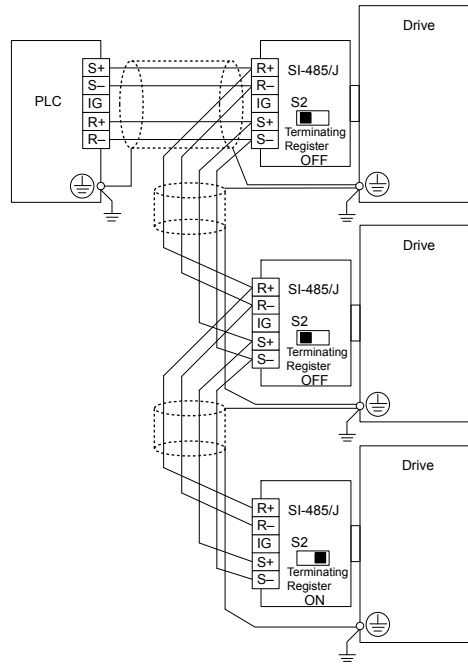 Drive
PLC
S+
S–
IG
R+
R–
R+
R–
IG
S+
S–
SI-485/J
S2
Terminating
Register
OFF
Drive
R+
R–
IG
S+
S–
SI-485/J
S2
Terminating
Register
OFF
Drive
R+
R–
IG
S+
S–
SI-485/J
S2
Terminating
Register
ON